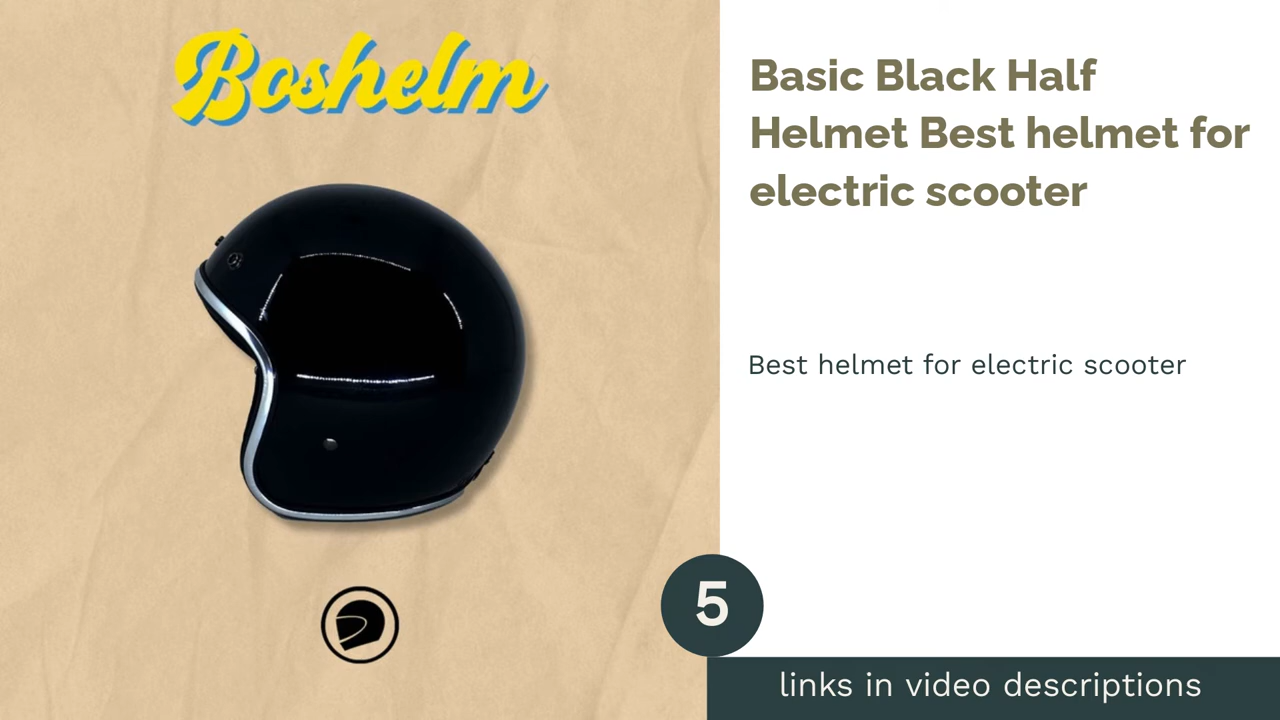 Boshelm
Basic Black Half
Helmet Best helmet for
electric scooter
Best helmet for electric scooter
5
links in video descriptions